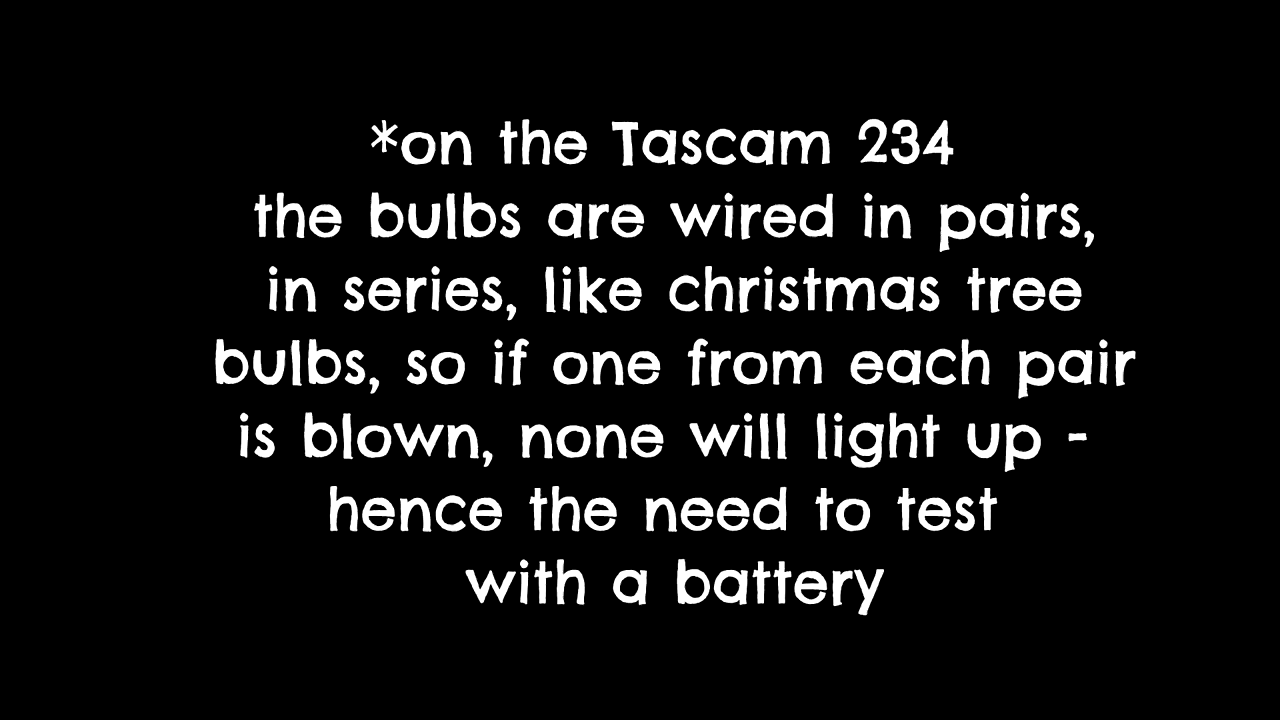 *on the Tascam 234
the bulbs are wired in pairs,
in series, like christmas tree
bulbs, so if one from each pair
is blown, none will light up -
hence the need to test
with a battery